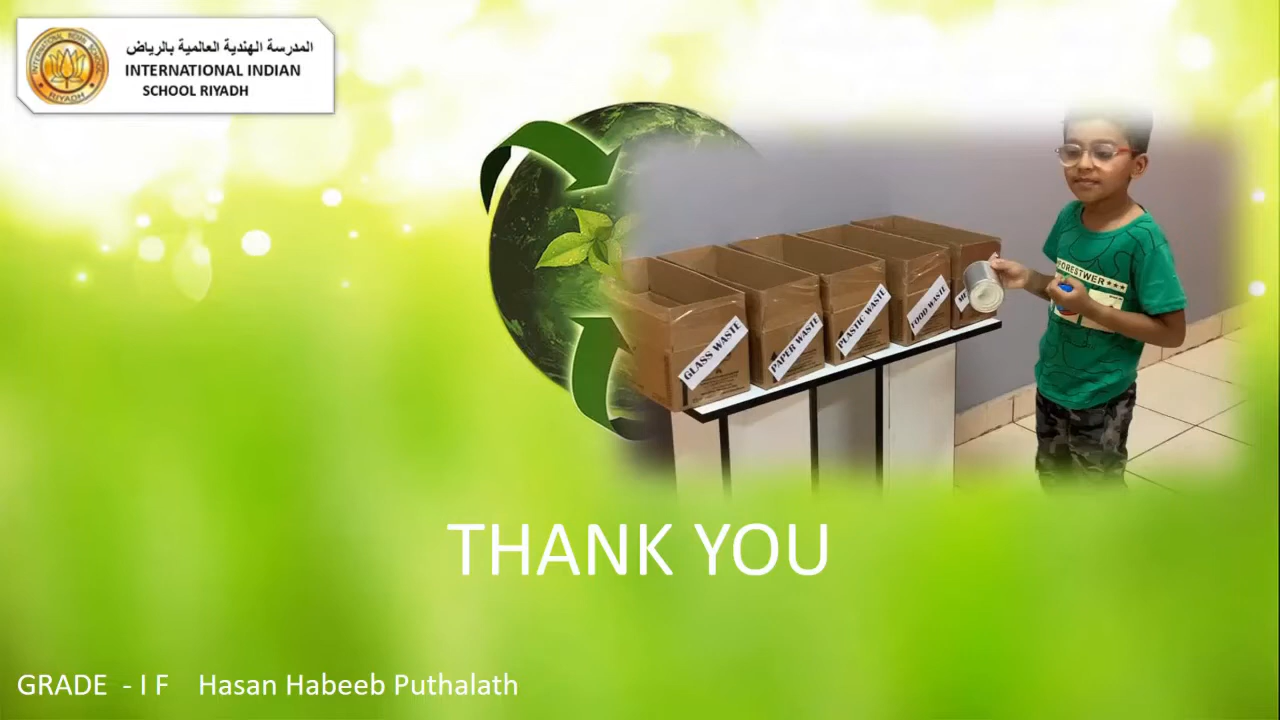 المدرسة الهندية العالمية بالرياض
INTERNATIONAL INDIAN
SCHOOL RIYADH
RIYADH
GLASS WASTE
PAPER WASTE
PLASTIC WASTE
FOOD WASTE
THANK YOU
GRADE - I F Hasan Habeeb Puthalath